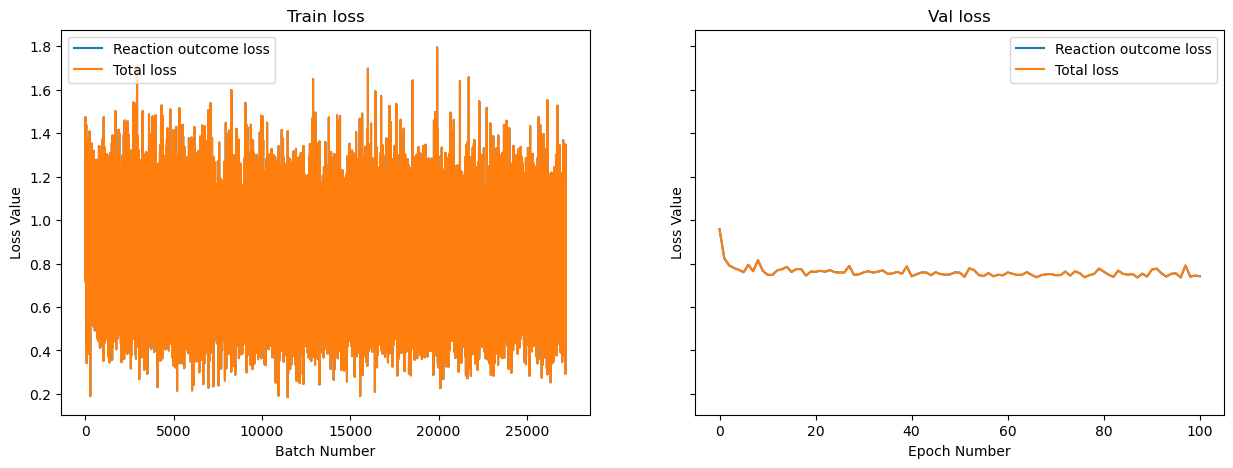 Train loss
Reaction outcome loss
Total loss
1.8
1.6
1.4
1.2
1.0
0.8
0.6
0.4
0.2
Loss Value
0
5000
10000
15000
20000
25000
Batch Number
Val loss
Reaction outcome loss
Total loss
Loss Value
0
20
40
60
80
100
Epoch Number